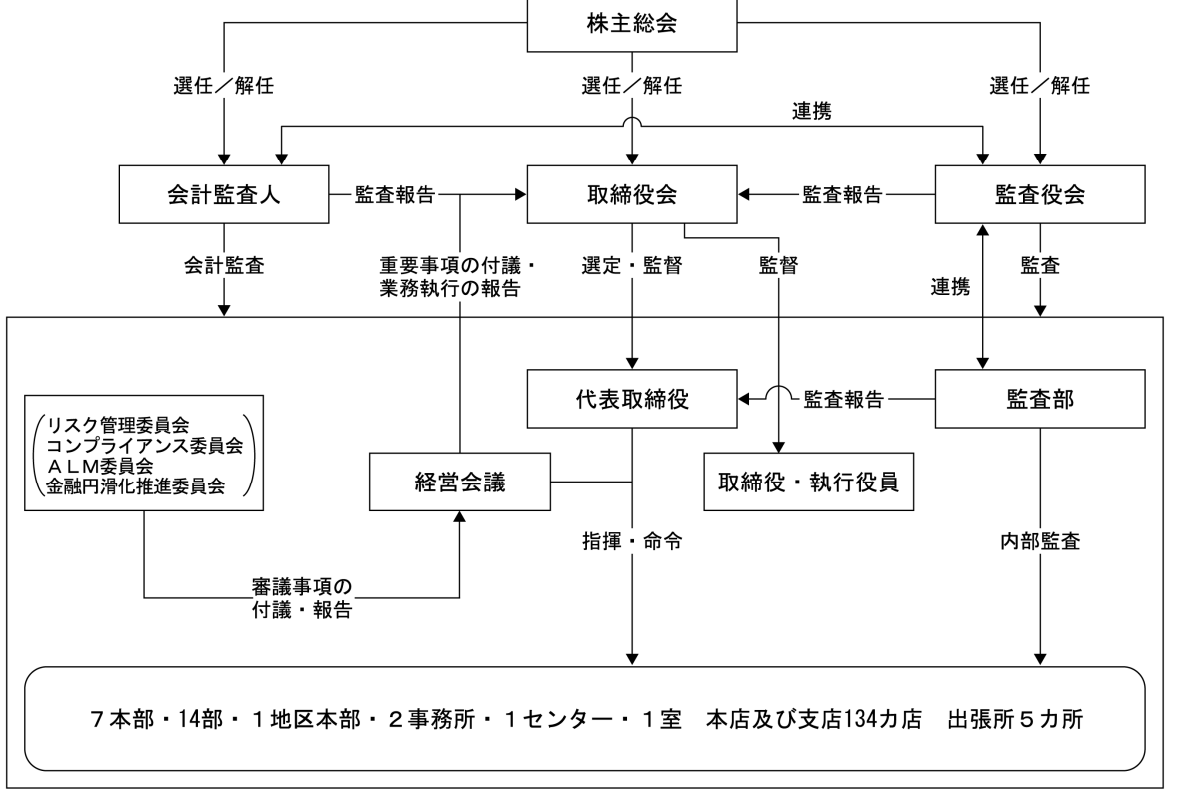 株主総会
選任／解任
選任／解任
選任／解任
連携
会計監査人
監査報告
取締役会
監査報告
監査役会
会計監査
重要事項の付議・
業務執行の報告
選定・監督
監督
連携
監査
代表取締役
監査報告
監査部
リスク管理委員会
コンプライアンス委員会
ＡＬＭ委員会
金融円滑化推進委員会
経営会議
取締役・執行役員
指揮・命令
内部監査
審議事項の
付議・報告
７本部・14部・１地区本部・２事務所・１センター・１室　本店及び支店134カ店　出張所５カ所